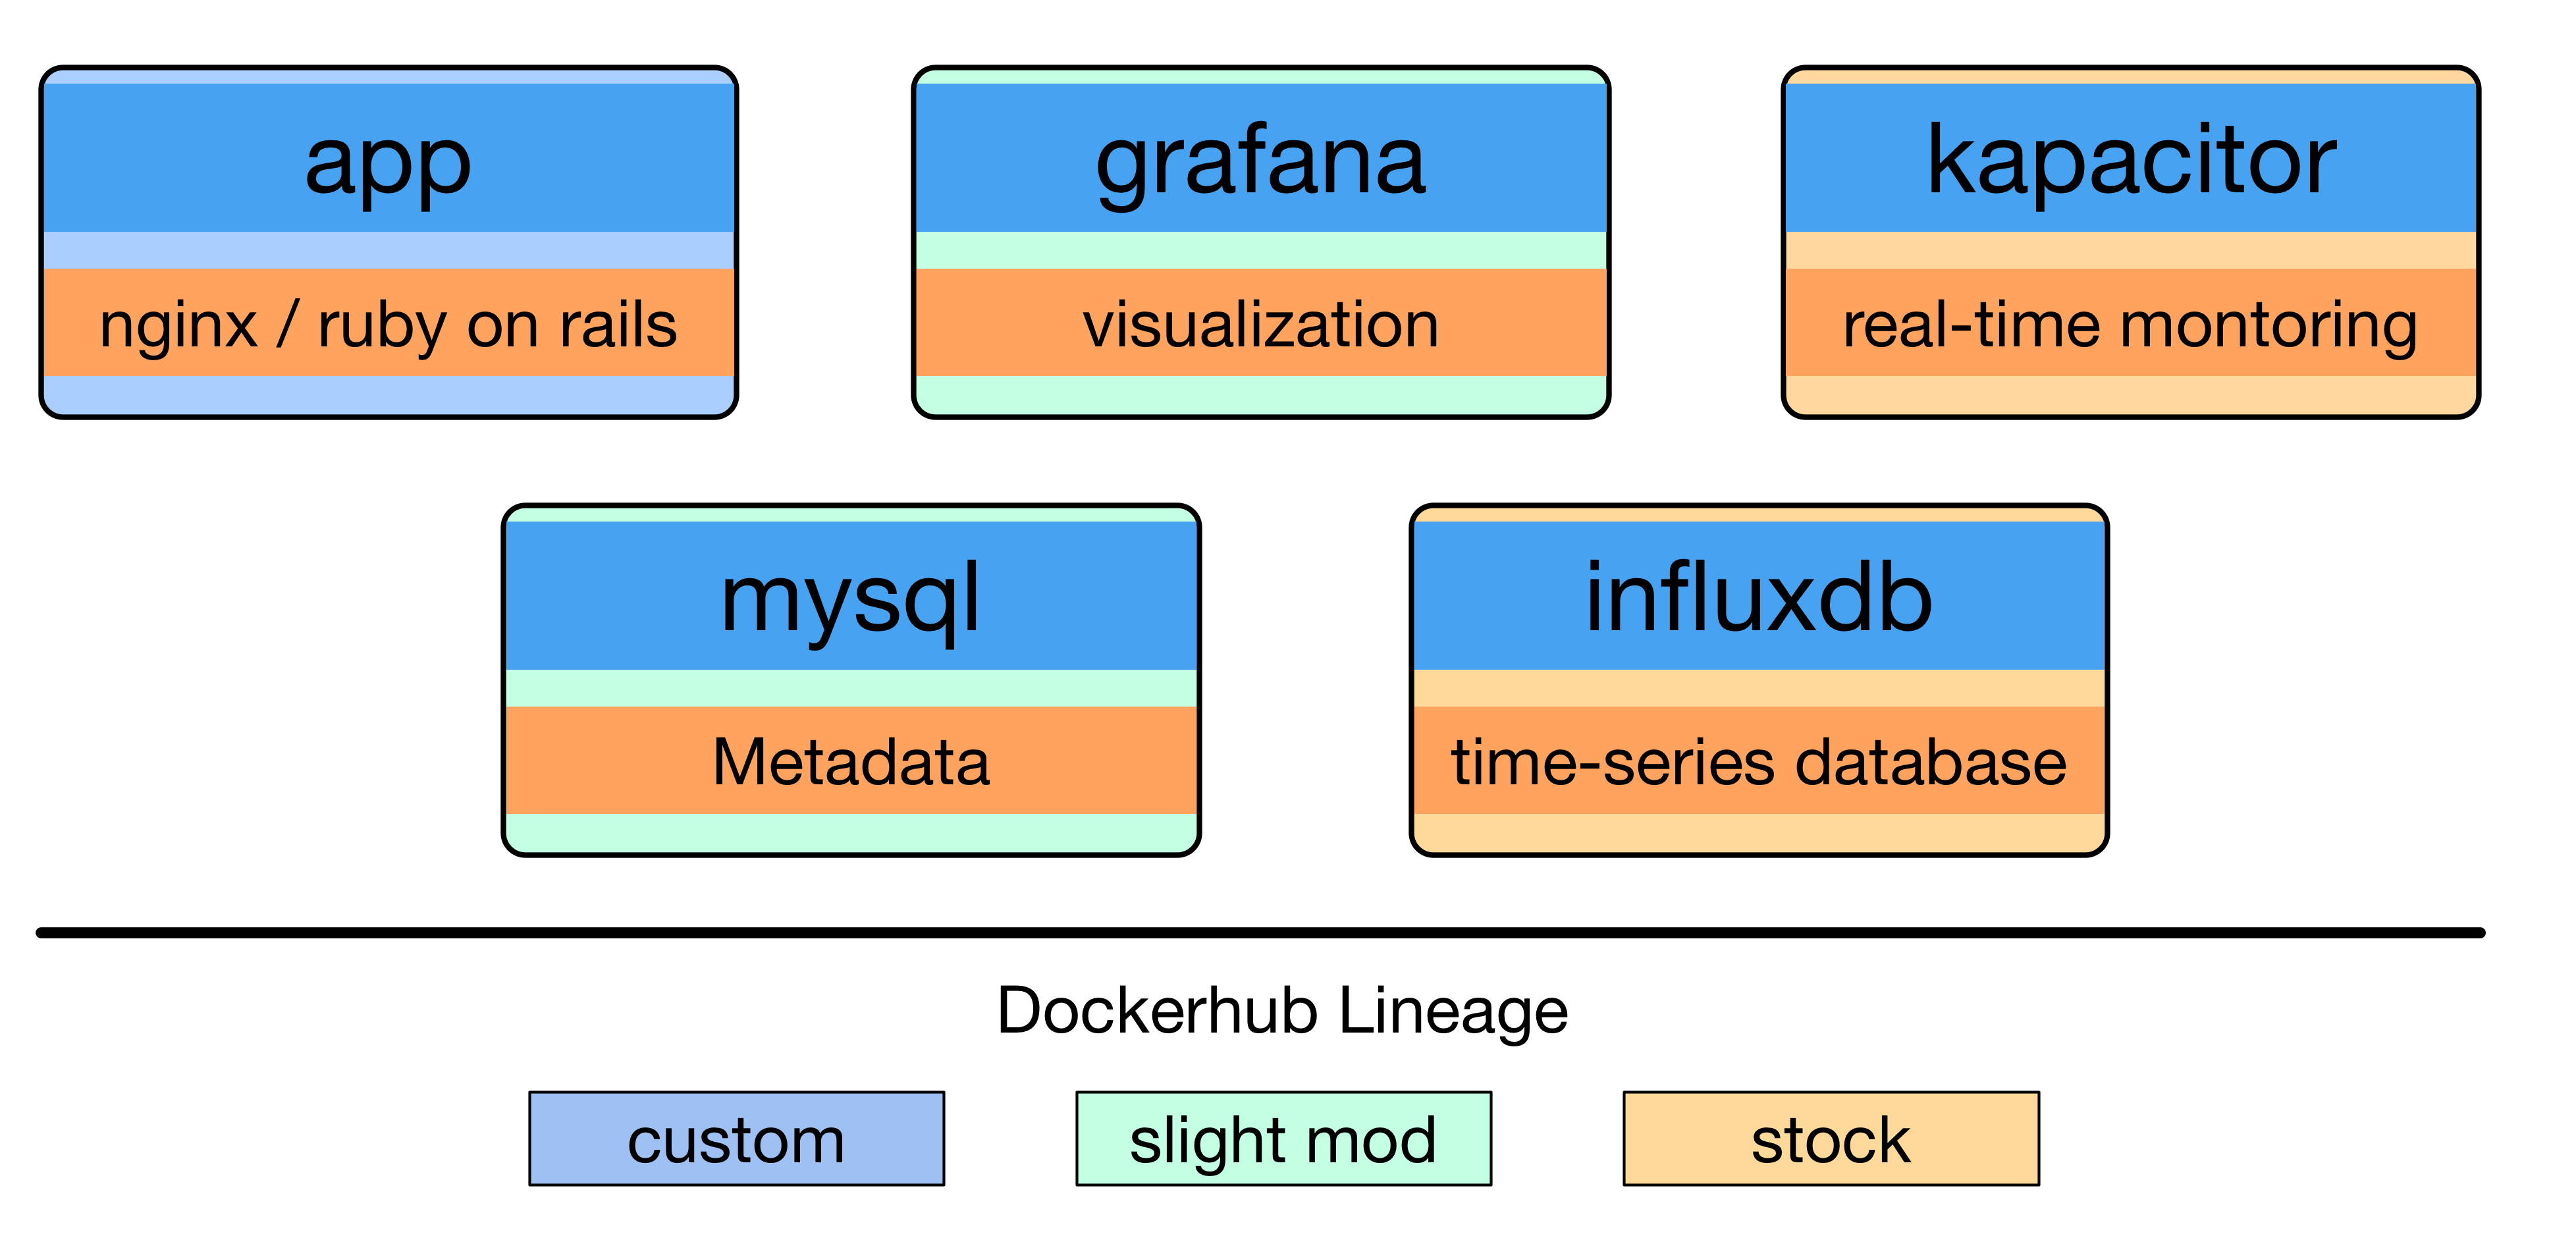 app
nginx / ruby on rails
grafana
visualization
kapacitor
real-time montoring
mysql
Metadata
influxdb
time-series database
Dockerhub Lineage
custom
slight mod
stock